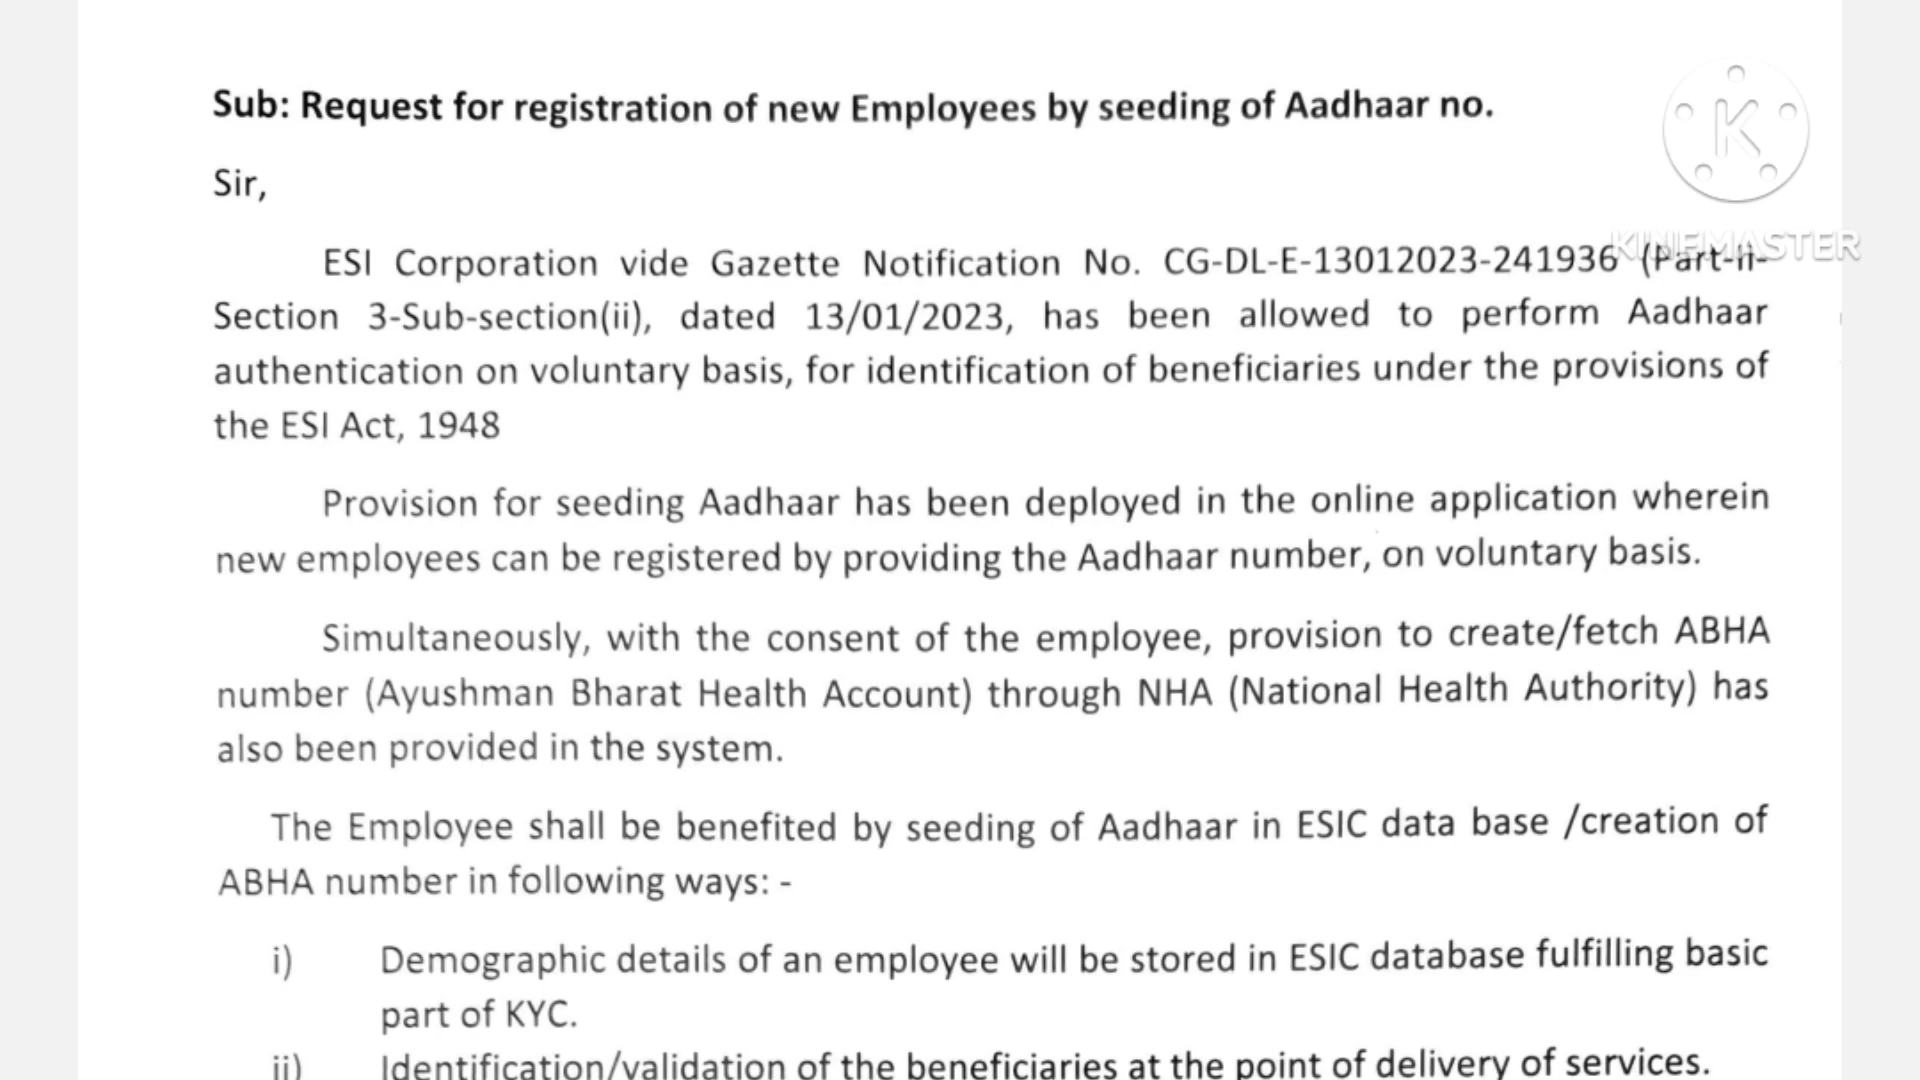 Sub: Request for registration of new Employees by seeding of Aadhaar no.
Sir,
ESI Corporation vide Gazette Notification No. CG-DL-E-13012023-241936 (Part-ii-
Section 3-Sub-section(ii), dated 13/01/2023, has been allowed to perform Aadhaar
authentication on voluntary basis, for identification of beneficiaries under the provisions of
the ESI Act, 1948
Provision for seeding Aadhaar has been deployed in the online application wherein
new employees can be registered by providing the Aadhaar number, on voluntary basis.
Simultaneously, with the consent of the employee, provision to create/fetch ABHA
number (Ayushman Bharat Health Account) through NHA (National Health Authority) has
also been provided in the system.
The Employee shall be benefited by seeding of Aadhaar in ESIC data base /creation of
ABHA number in following ways: -
i) Demographic details of an employee will be stored in ESIC database fulfilling basic
part of KYC.
ii) Identification/validation of the beneficiaries at the point of delivery of services.
K
KINEMASTER